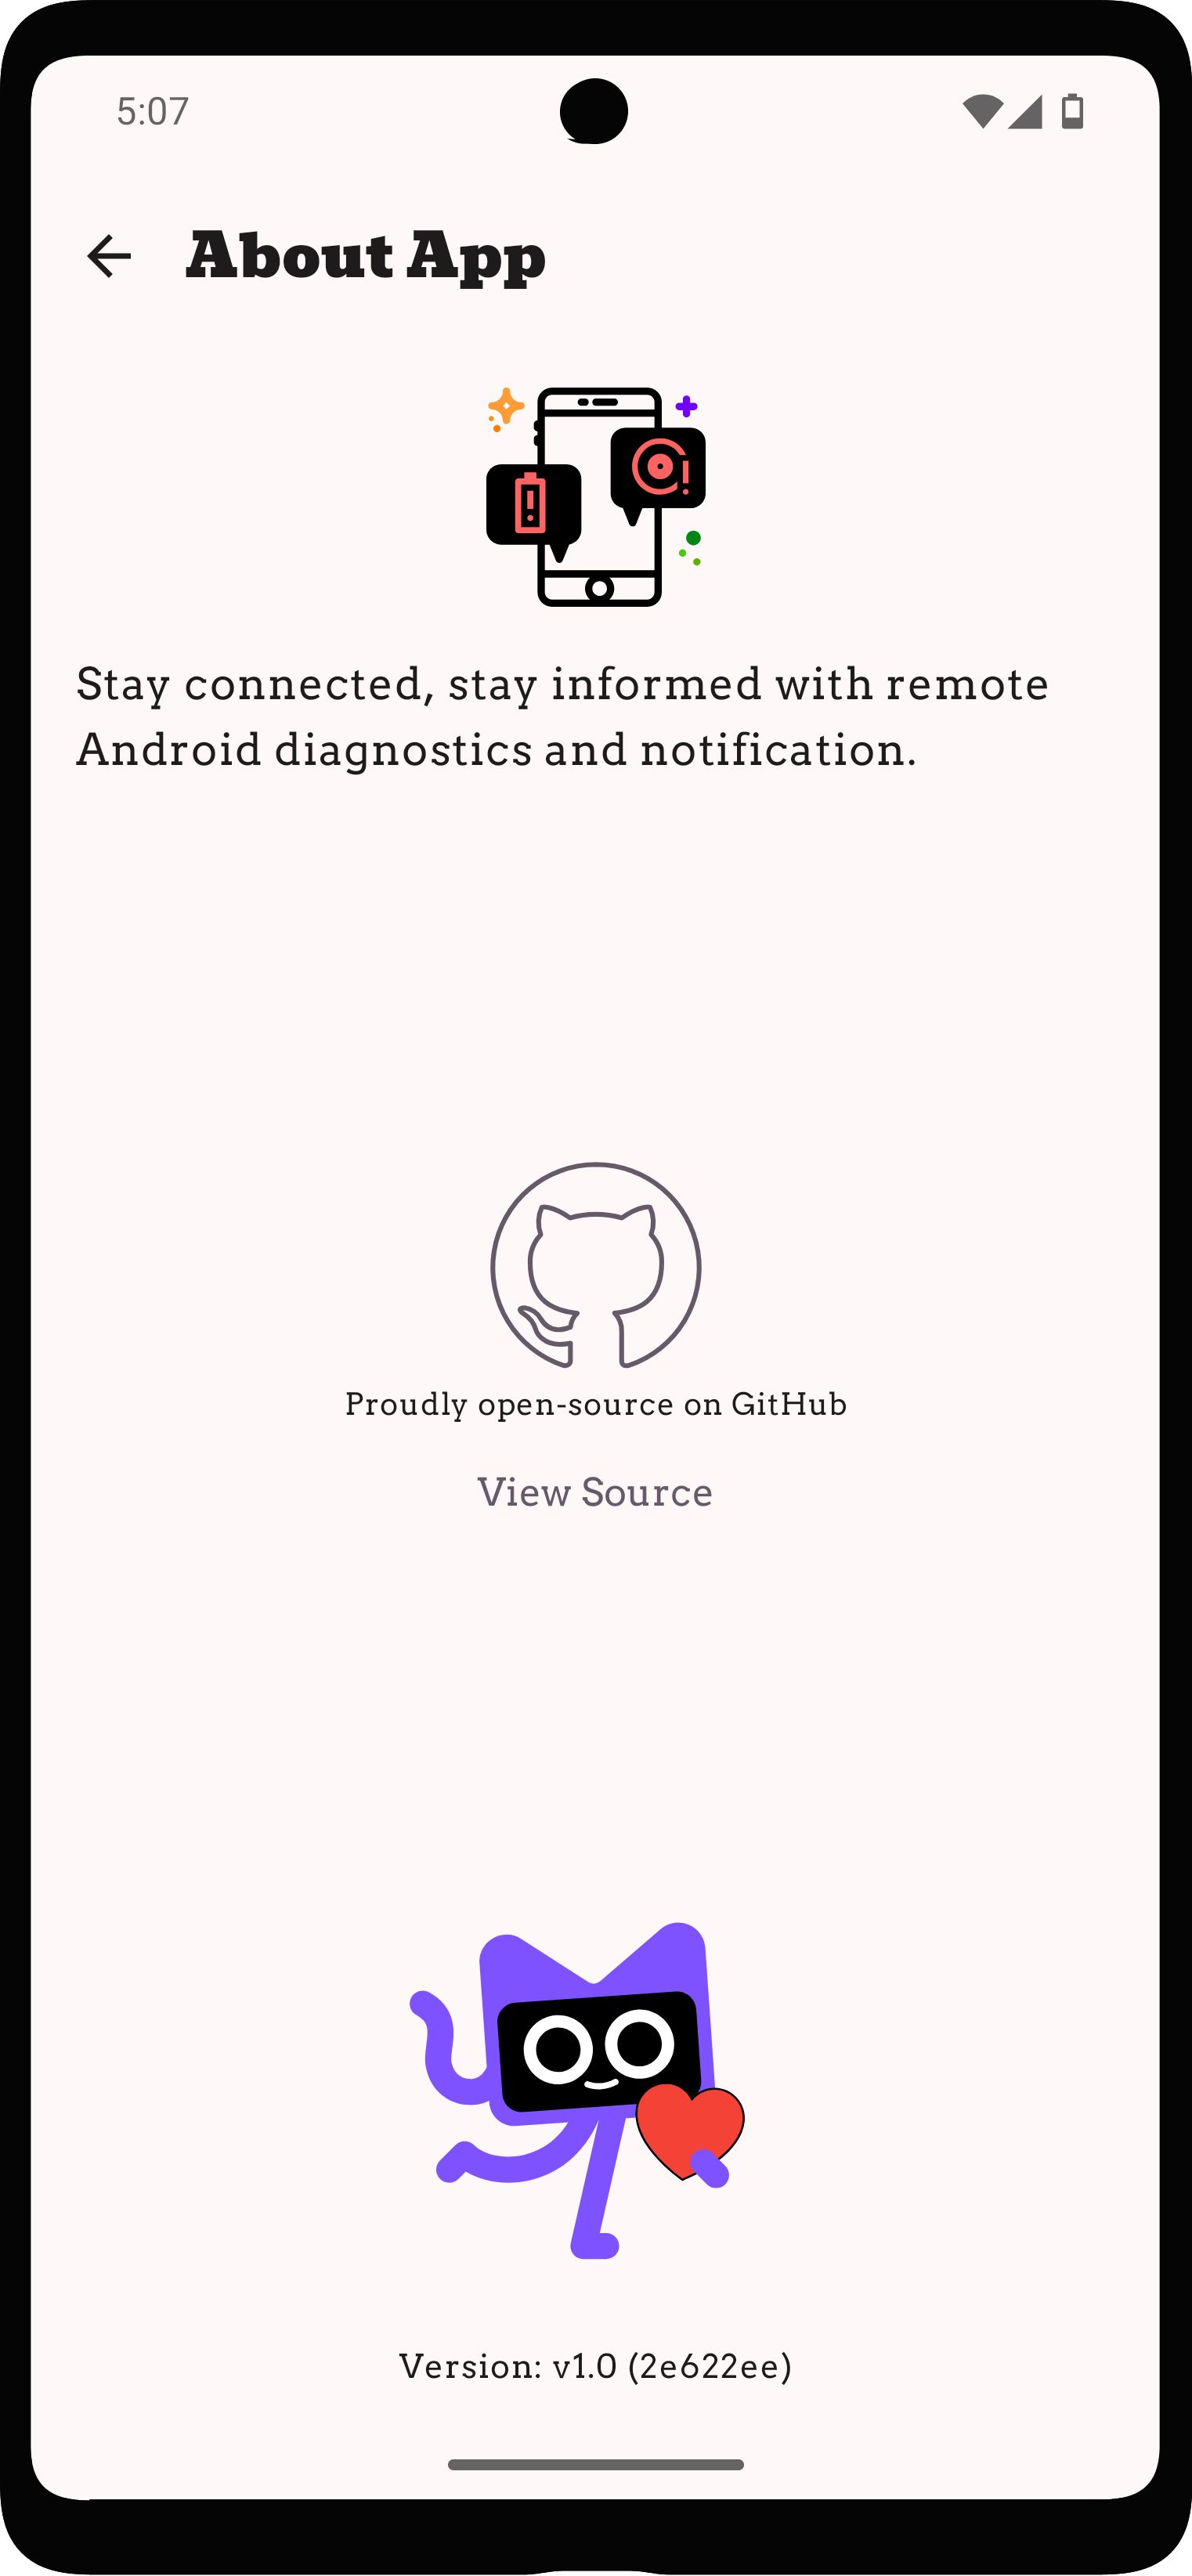 5:07
About App
Stay connected, stay informed with remote
Android diagnostics and notification.
Proudly open-source on GitHub
View Source
Version: v1.0 (2e622ee)